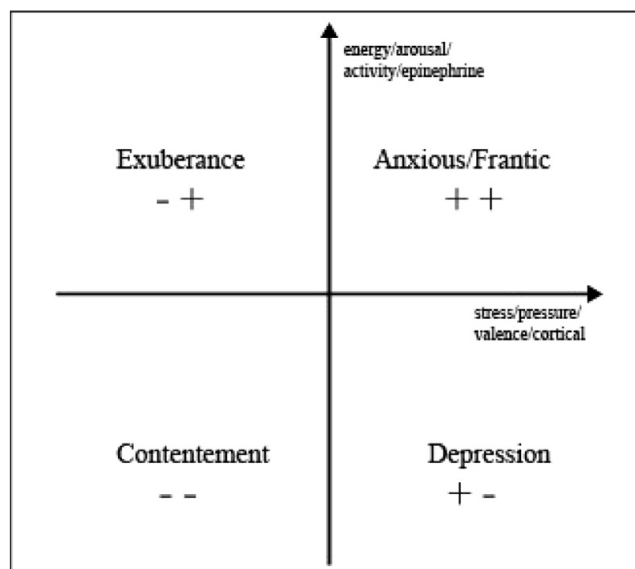 energy/arousal/
activity/epinephrine
Exuberance
- +
Anxious/Frantic
+ +
stress/pressure/
valence/cortical
Contentement
- -
Depression
+ -